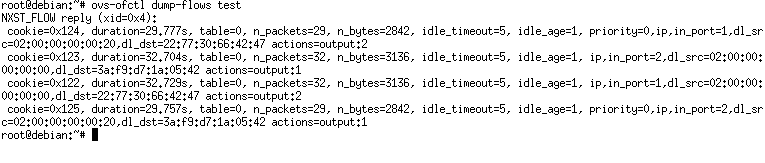 root@debian:~# ovs-ofctl dump-flows test
NXST_FLOW reply (xid=0x4):
 cookie=0x124, duration=29.777s, table=0, n_packets=29, n_bytes=2842, idle_timeout=5, idle_age=1, priority=0,ip,in_port=1,dl_sr
c=02:00:00:00:00:20,dl_dst=22:77:30:66:42:47 actions=output:2
 cookie=0x123, duration=32.704s, table=0, n_packets=32, n_bytes=3136, idle_timeout=5, idle_age=1, ip,in_port=2,dl_src=02:00:00:
00:00:00,dl_dst=3a:f9:d7:1a:05:42 actions=output:1
 cookie=0x122, duration=32.729s, table=0, n_packets=32, n_bytes=3136, idle_timeout=5, idle_age=1, ip,in_port=1,dl_src=02:00:00:
00:00:00,dl_dst=22:77:30:66:42:47 actions=output:2
 cookie=0x125, duration=29.757s, table=0, n_packets=29, n_bytes=2842, idle_timeout=5, idle_age=1, priority=0,ip,in_port=2,dl_sr
c=02:00:00:00:00:20,dl_dst=3a:f9:d7:1a:05:42 actions=output:1
root@debian:~#